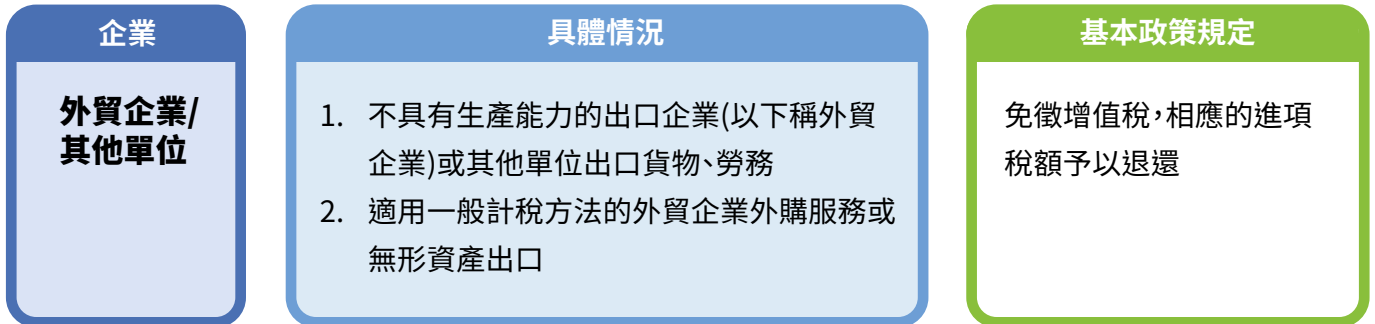 企業
外貿企業/
其他單位
具體情況
1. 不具有生產能力的出口企業(以下稱外貿
企業)或其他單位出口貨物、勞務
2. 適用一般計稅方法的外貿企業外購服務或
無形資產出口
基本政策規定
免徵增值稅，相應的進項
稅額予以退還